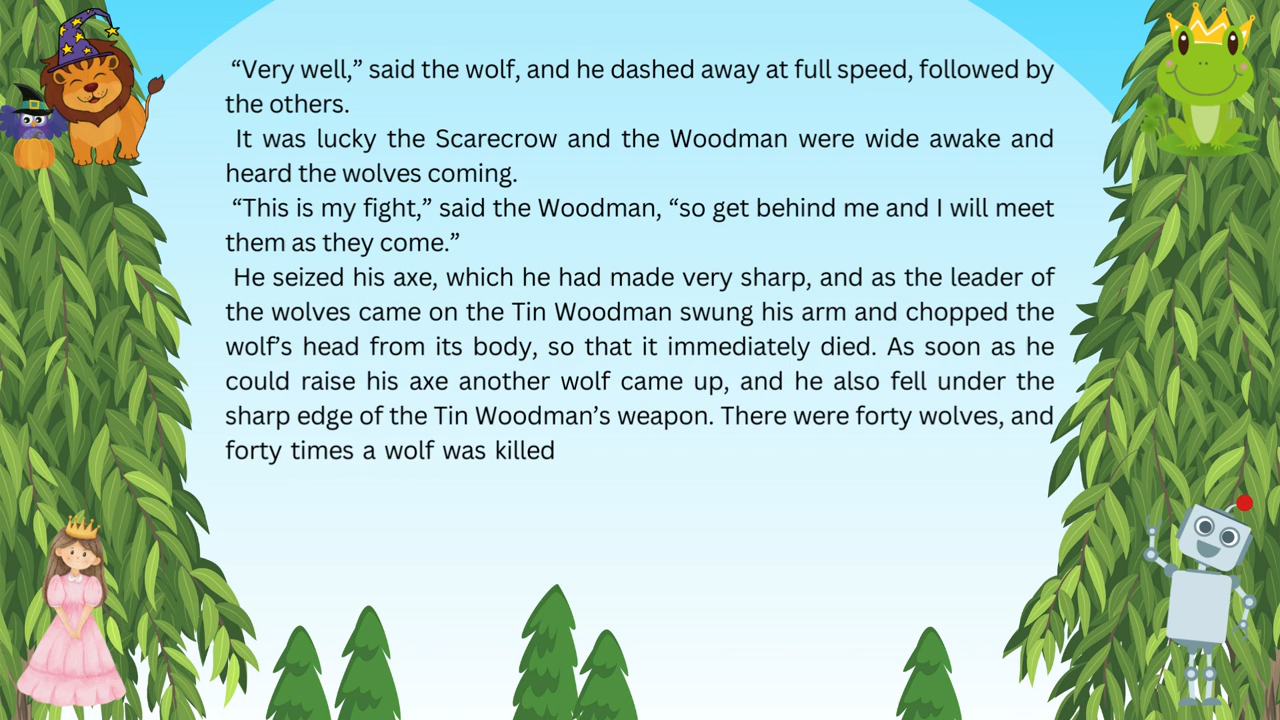 “Very well,” said the wolf, and he dashed away at full speed, followed by
the others.
It was lucky the Scarecrow and the Woodman were wide awake and
heard the wolves coming.
“This is my fight,” said the Woodman, “so get behind me and I will meet
them as they come.”
He seized his axe, which he had made very sharp, and as the leader of
the wolves came on the Tin Woodman swung his arm and chopped the
wolf’s head from its body, so that it immediately died. As soon as he
could raise his axe another wolf came up, and he also fell under the
sharp edge of the Tin Woodman’s weapon. There were forty wolves, and
forty times a wolf was killed